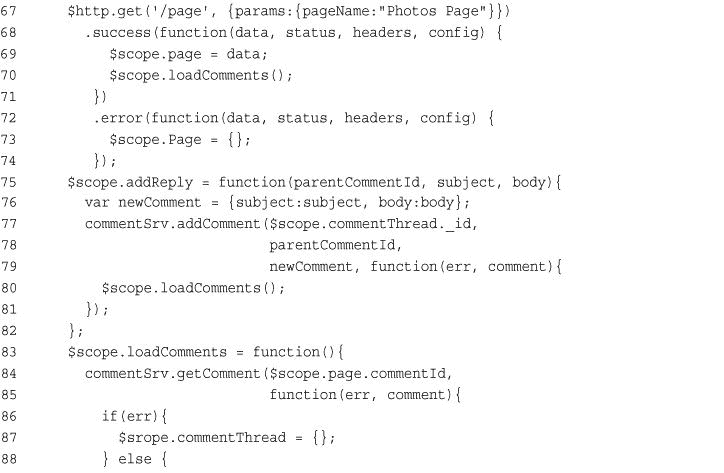 67      $http.get('/page', {params:{pageName:"Photos Page"}})
68        .success(function(data, status, headers, config) {
69           $scope.page = data;
70           $scope.loadComments();
71         })
72         .error(function(data, status, headers, config) {
73           $scope.Page = {};
74         });
75      $scope.addReply = function(parentCommentId, subject, body){
76        var newComment = {subject:subject, body:body};
77        commentSrv.addComment($scope.commentThread._id,
78                              parentCommentId,
79                              newComment, function(err, comment){
80          $scope.loadComments();
81        });
82      };
83      $scope.loadComments = function(){
84        commentSrv.getComment($scope.page.commentId,
85                              function(err, comment){
86          if(err){
87            $srope.commentThread = {};
88          } else {